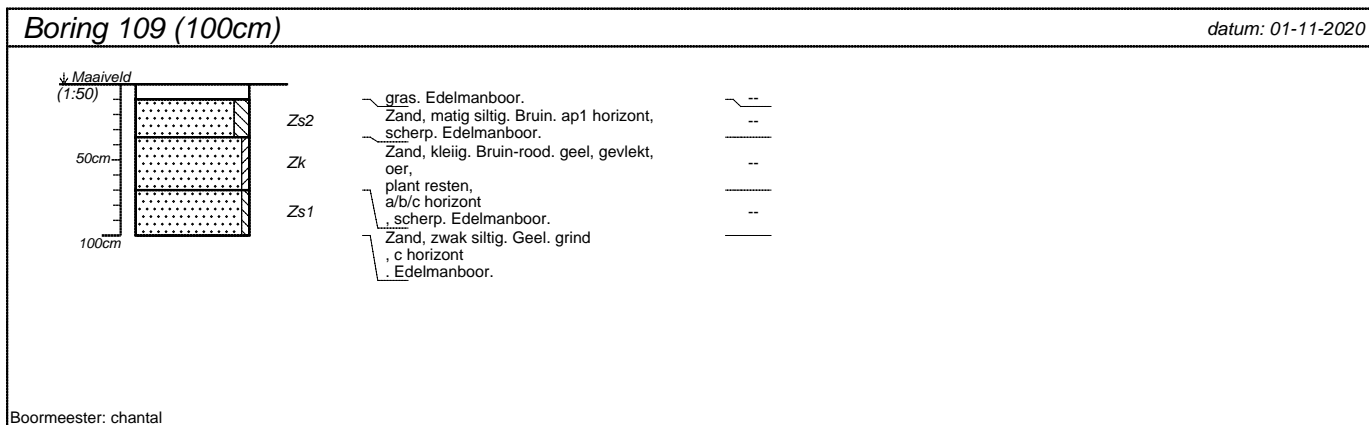 Boring 109 (100cm)
datum: 01-11-2020
Maaiveld
(1:50)
50cm
100cm
Zs2
Zk
Zs1
gras. Edelmanboor.
Zand, matig siltig. Bruin. ap1 horizont,
scherp. Edelmanboor.
Zand, kleiig. Bruin-rood. geel, gevlekt,
oer,
plant resten,
a/b/c horizont
, scherp. Edelmanboor.
Zand, zwak siltig. Geel. grind
, c horizont
. Edelmanboor.
--
--
--
--
Boormeester: chantal